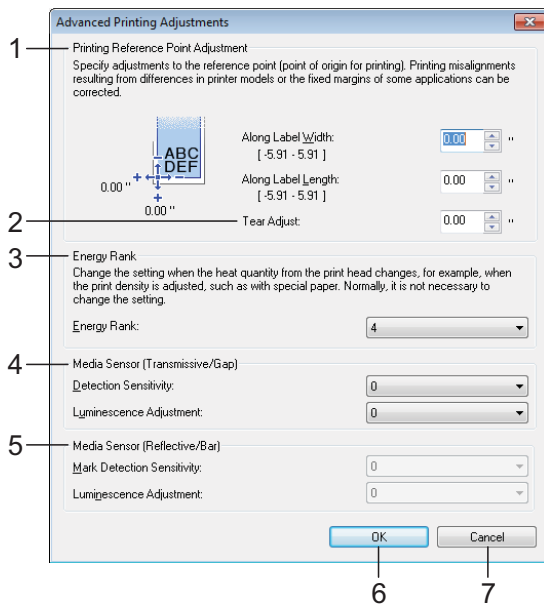 Advanced Printing Adjustments
1
Printing Reference Point Adjustment
Specify adjustments to the reference point (point of origin for printing). Printing misalignments
resulting from differences in printer models or the fixed margins of some applications can be
corrected.
ABC
DEF
0.00 "
0.00 "
Along Label Width:
0.00 "
[ -5.91 - 5.91 ]
Along Label Length:
0.00 "
[ -5.91 - 5.91 ]
2
Tear Adjust:
0.00 "
3
Energy Rank
Change the setting when the heat quantity from the print head changes, for example, when
the print density is adjusted, such as with special paper. Normally, it is not necessary to
change the setting.
Energy Rank:
4
4
Media Sensor (Transmissive/Gap)
Detection Sensitivity:
0
Luminescence Adjustment:
0
5
Media Sensor (Reflective/Bar)
Mark Detection Sensitivity:
0
Luminescence Adjustment:
0
OK
Cancel
6
7